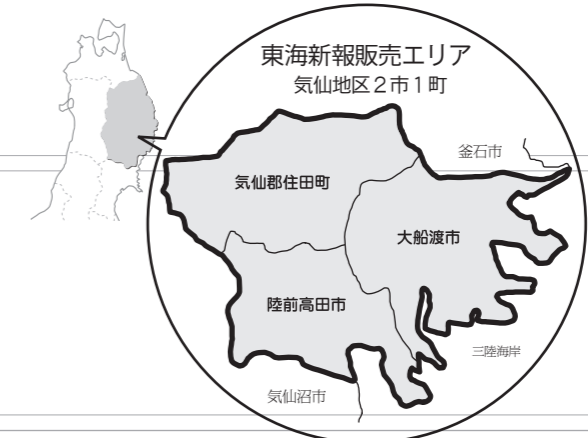 東海新報販売エリア
気仙地区２市１町
釜石市
気仙郡住田町
大船渡市
陸前高田市
三陸海岸
気仙沼市